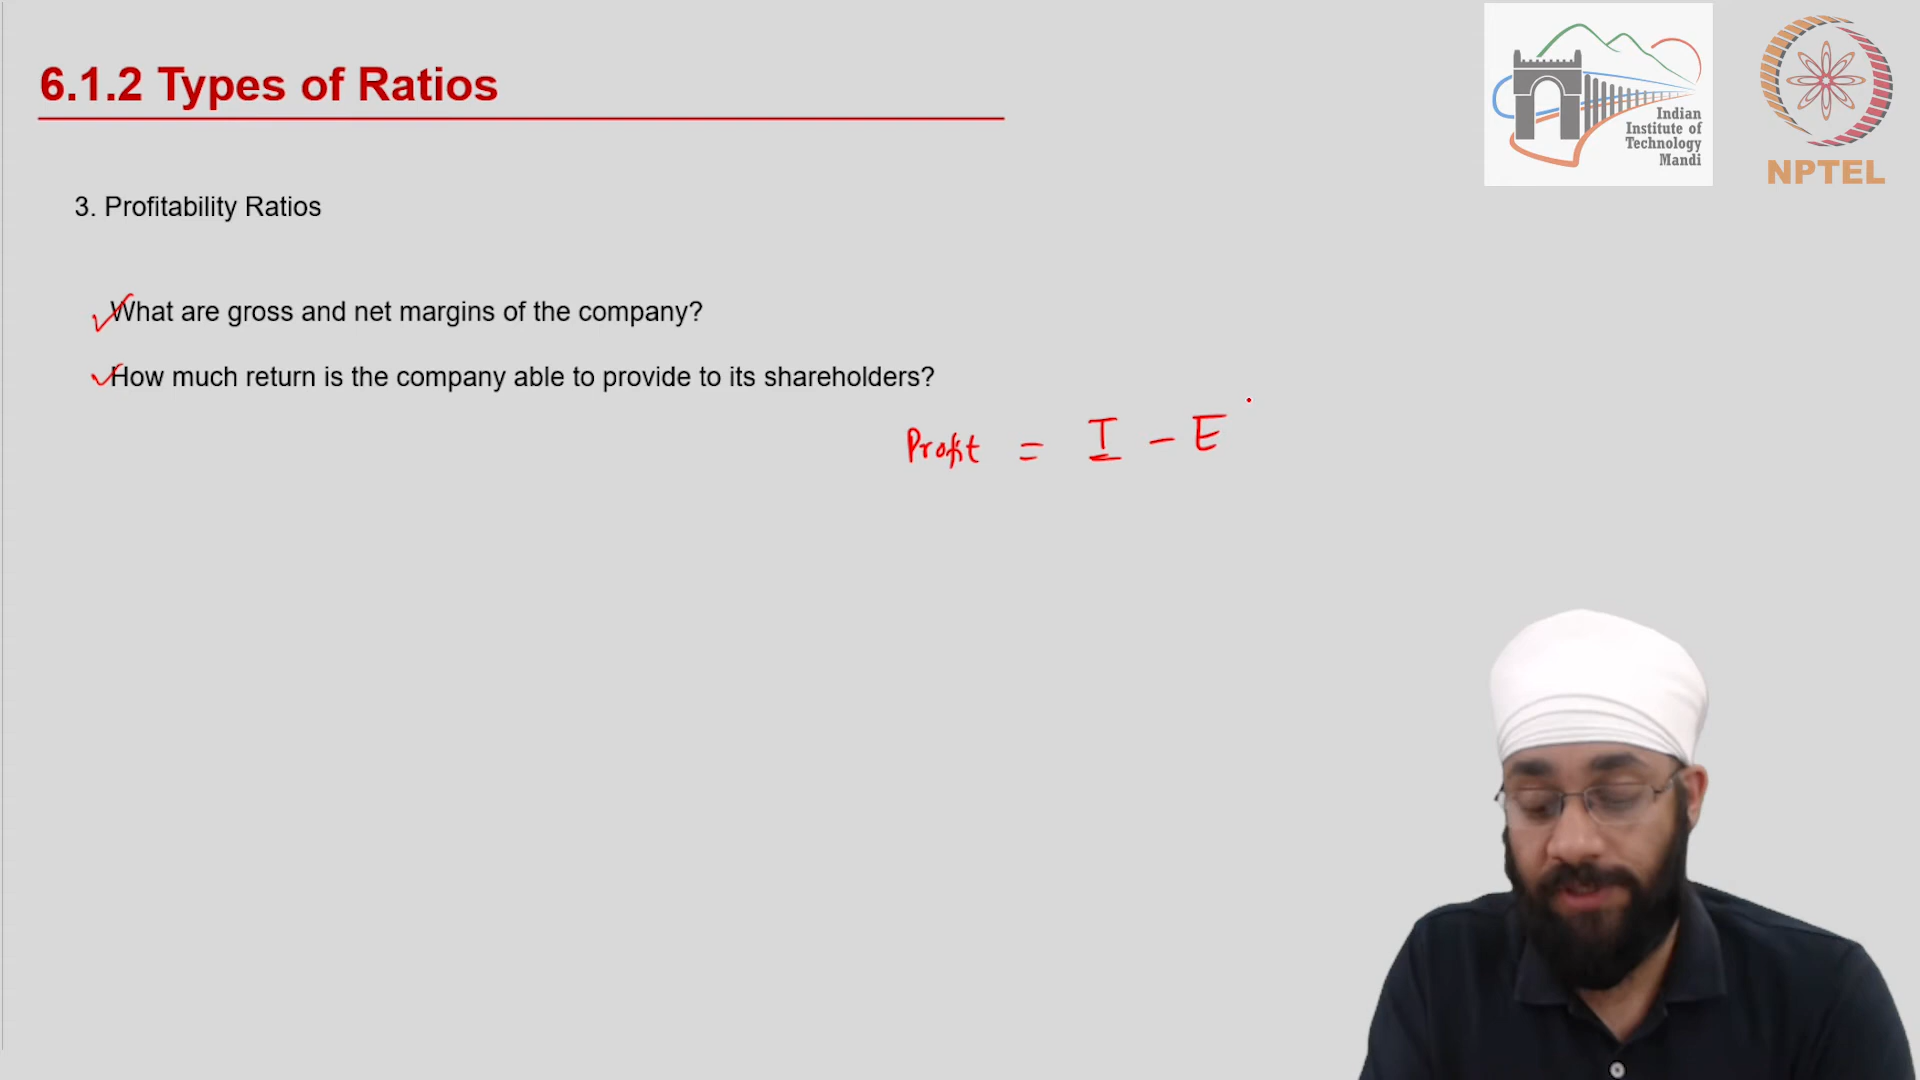 6.1.2 Types of Ratios
Indian
Institute of
Technology
Mandi
NPTEL
3. Profitability Ratios
What are gross and net margins of the company?
How much return is the company able to provide to its shareholders?
Profit = I - E